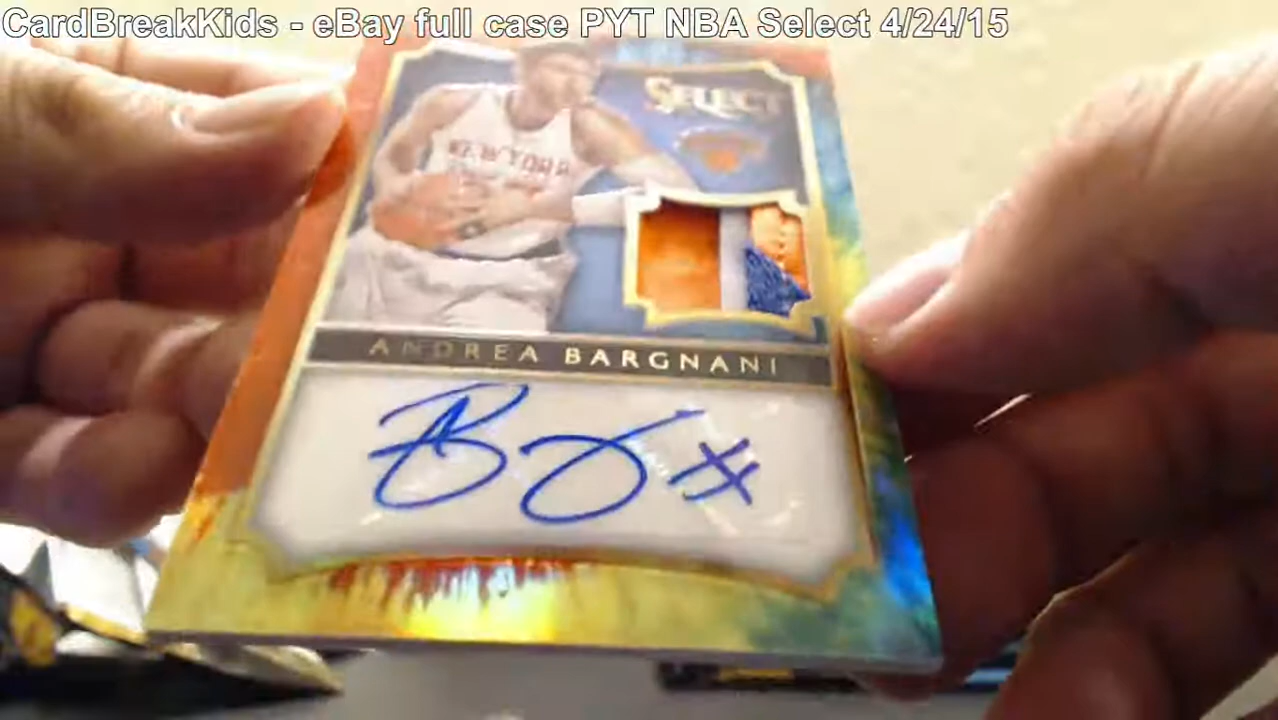 CardBreakKids - eBay full case PYT NBA Select 4/24/15
SELECT
NEW YORK
ANDREA BARGNANI